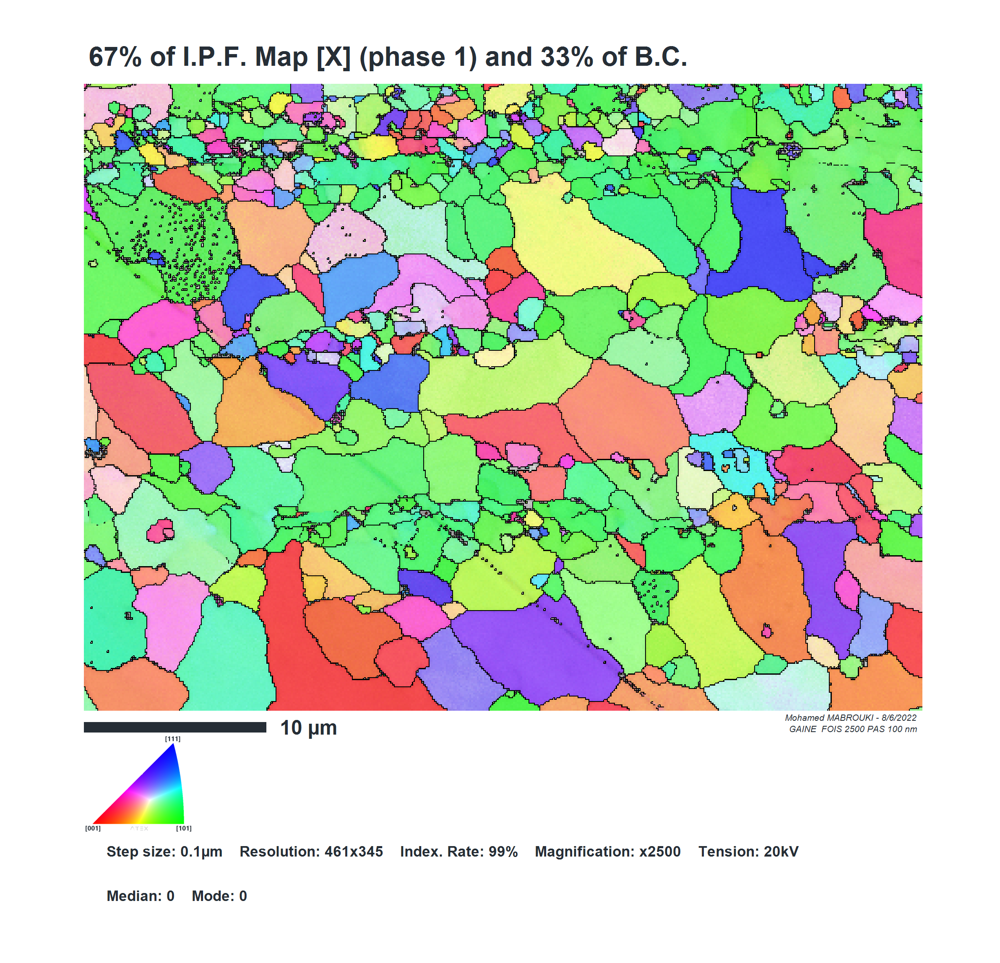 67% of I.P.F. Map [X] (phase 1) and 33% of B.C.
10 µm
Mohamed MABROUKI - 8/6/2022
GAINE  FOIS 2500 PAS 100 nm
[111]
[001]
ATEX
[101]
Step size: 0.1µm    Resolution: 461x345    Index. Rate: 99%    Magnification: x2500    Tension: 20kV
Median: 0    Mode: 0